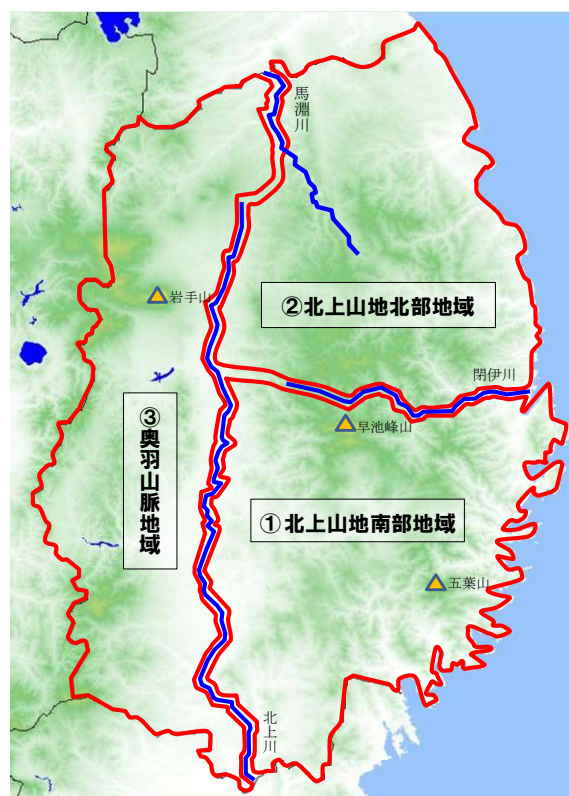 馬淵川
岩手山
②北上山地北部地域
閉伊川
早池峰山
③奥羽山脈地域
①北上山地南部地域
五葉山
北上川